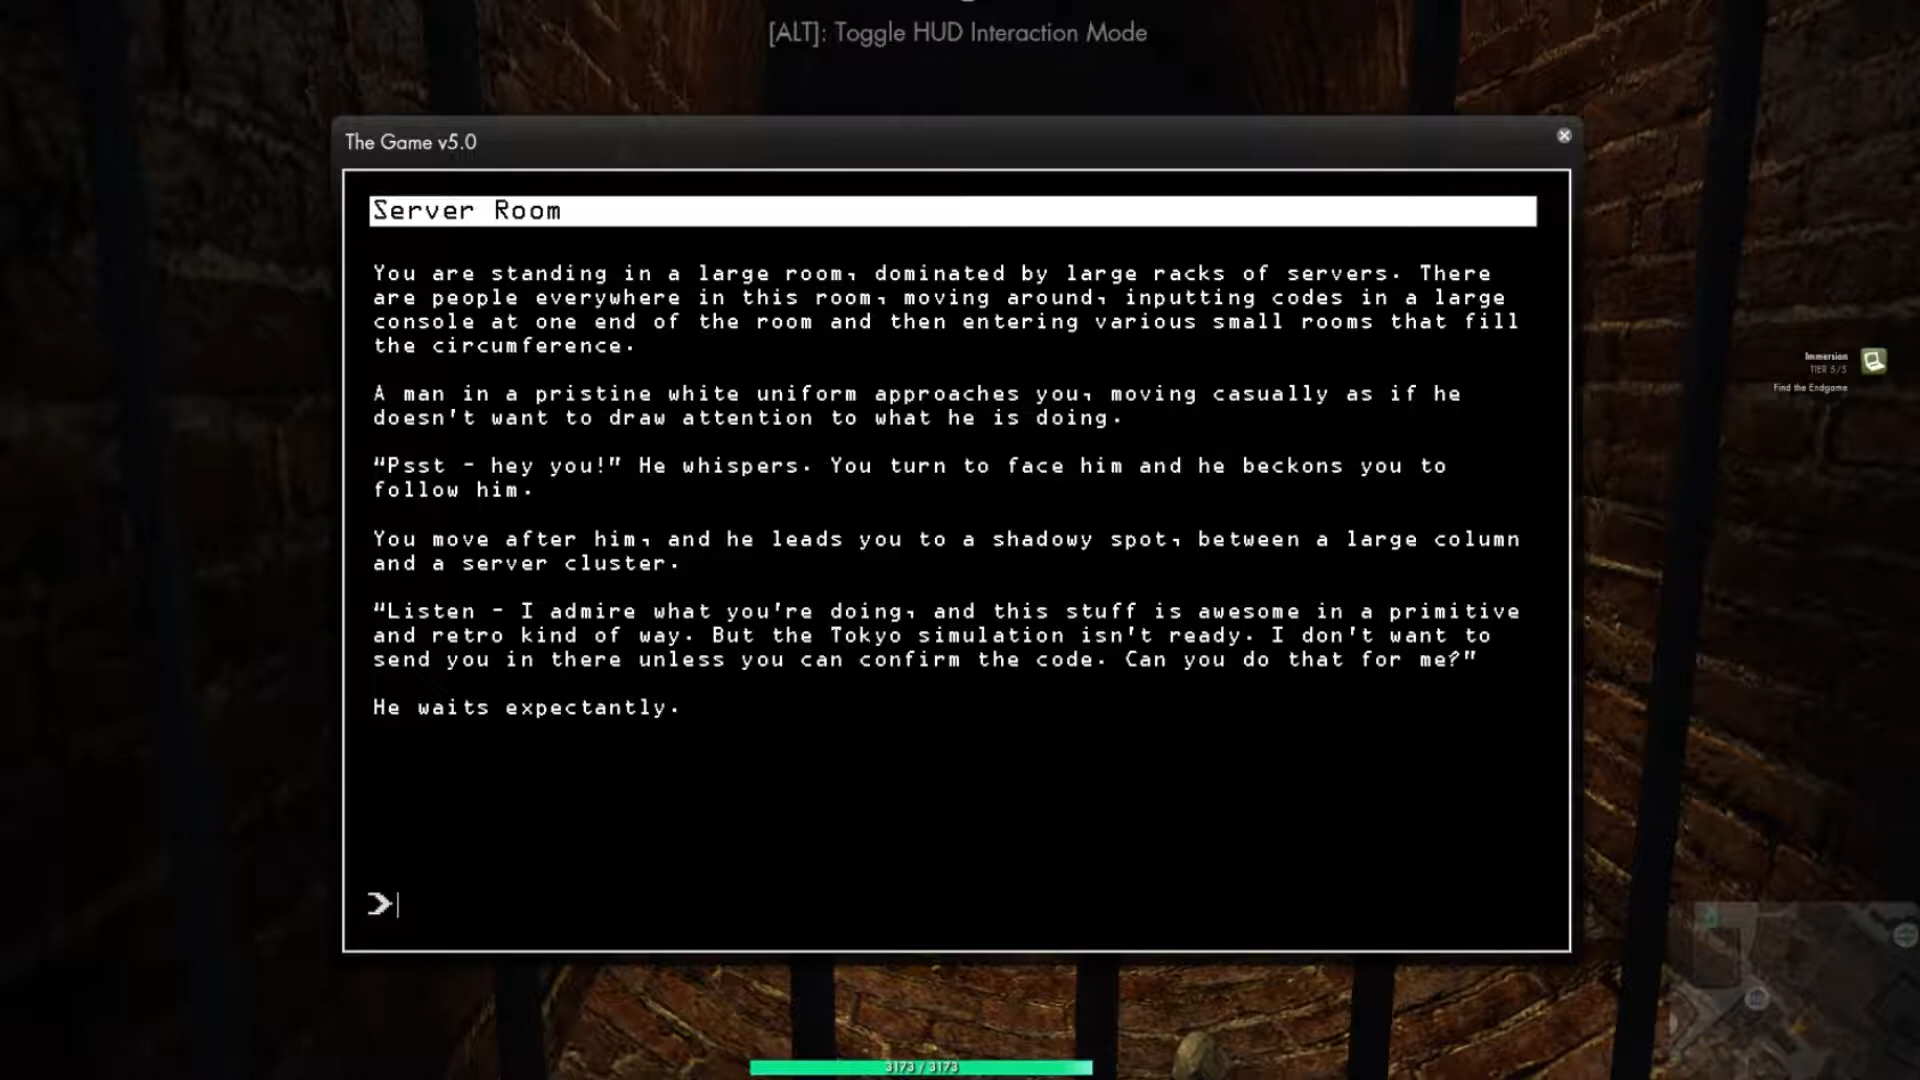 [ALT]: Toggle HUD Interaction Mode
The Game v5.0
Server Room
You are standing in a large room, dominated by large racks of servers. There
are people everywhere in this room, moving around, inputting codes in a large
console at one end of the room and then entering various small rooms that fill
the circumference.
A man in a pristine white uniform approaches you, moving casually as if he
doesn't want to draw attention to what he is doing.
"Psst - hey you!" He whispers. You turn to face him and he beckons you to
follow him.
You move after him, and he leads you to a shadowy spot, between a large column
and a server cluster.
"Listen - I admire what you're doing, and this stuff is awesome in a primitive
and retro kind of way. But the Tokyo simulation isn't ready. I don't want to
send you in there unless you can confirm the code. Can you do that for me?"
He waits expectantly.
Immersion
TIER 5/5
Find the Endgame
3173 / 3173